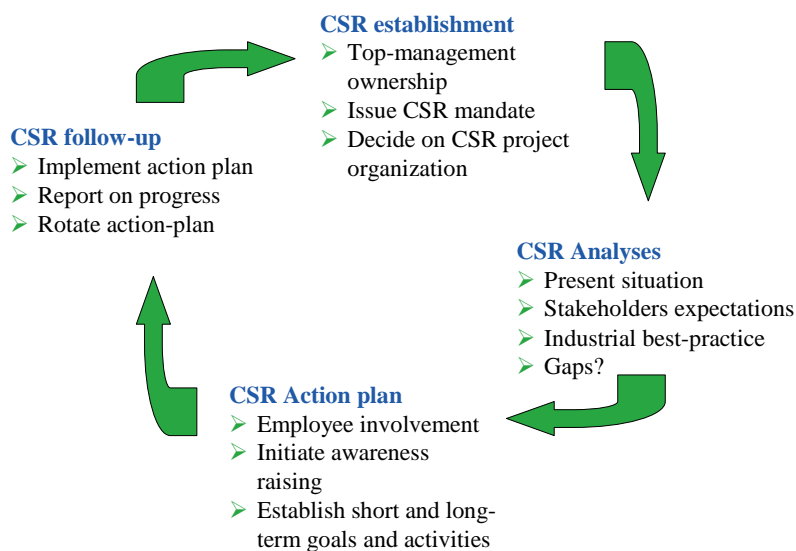 CSR establishment
➢ Top-management
ownership
➢ Issue CSR mandate
➢ Decide on CSR project
organization
CSR Analyses
➢ Present situation
➢ Stakeholders expectations
➢ Industrial best-practice
➢ Gaps?
CSR Action plan
➢ Employee involvement
➢ Initiate awareness
raising
➢ Establish short and long-
term goals and activities
CSR follow-up
➢ Implement action plan
➢ Report on progress
➢ Rotate action-plan